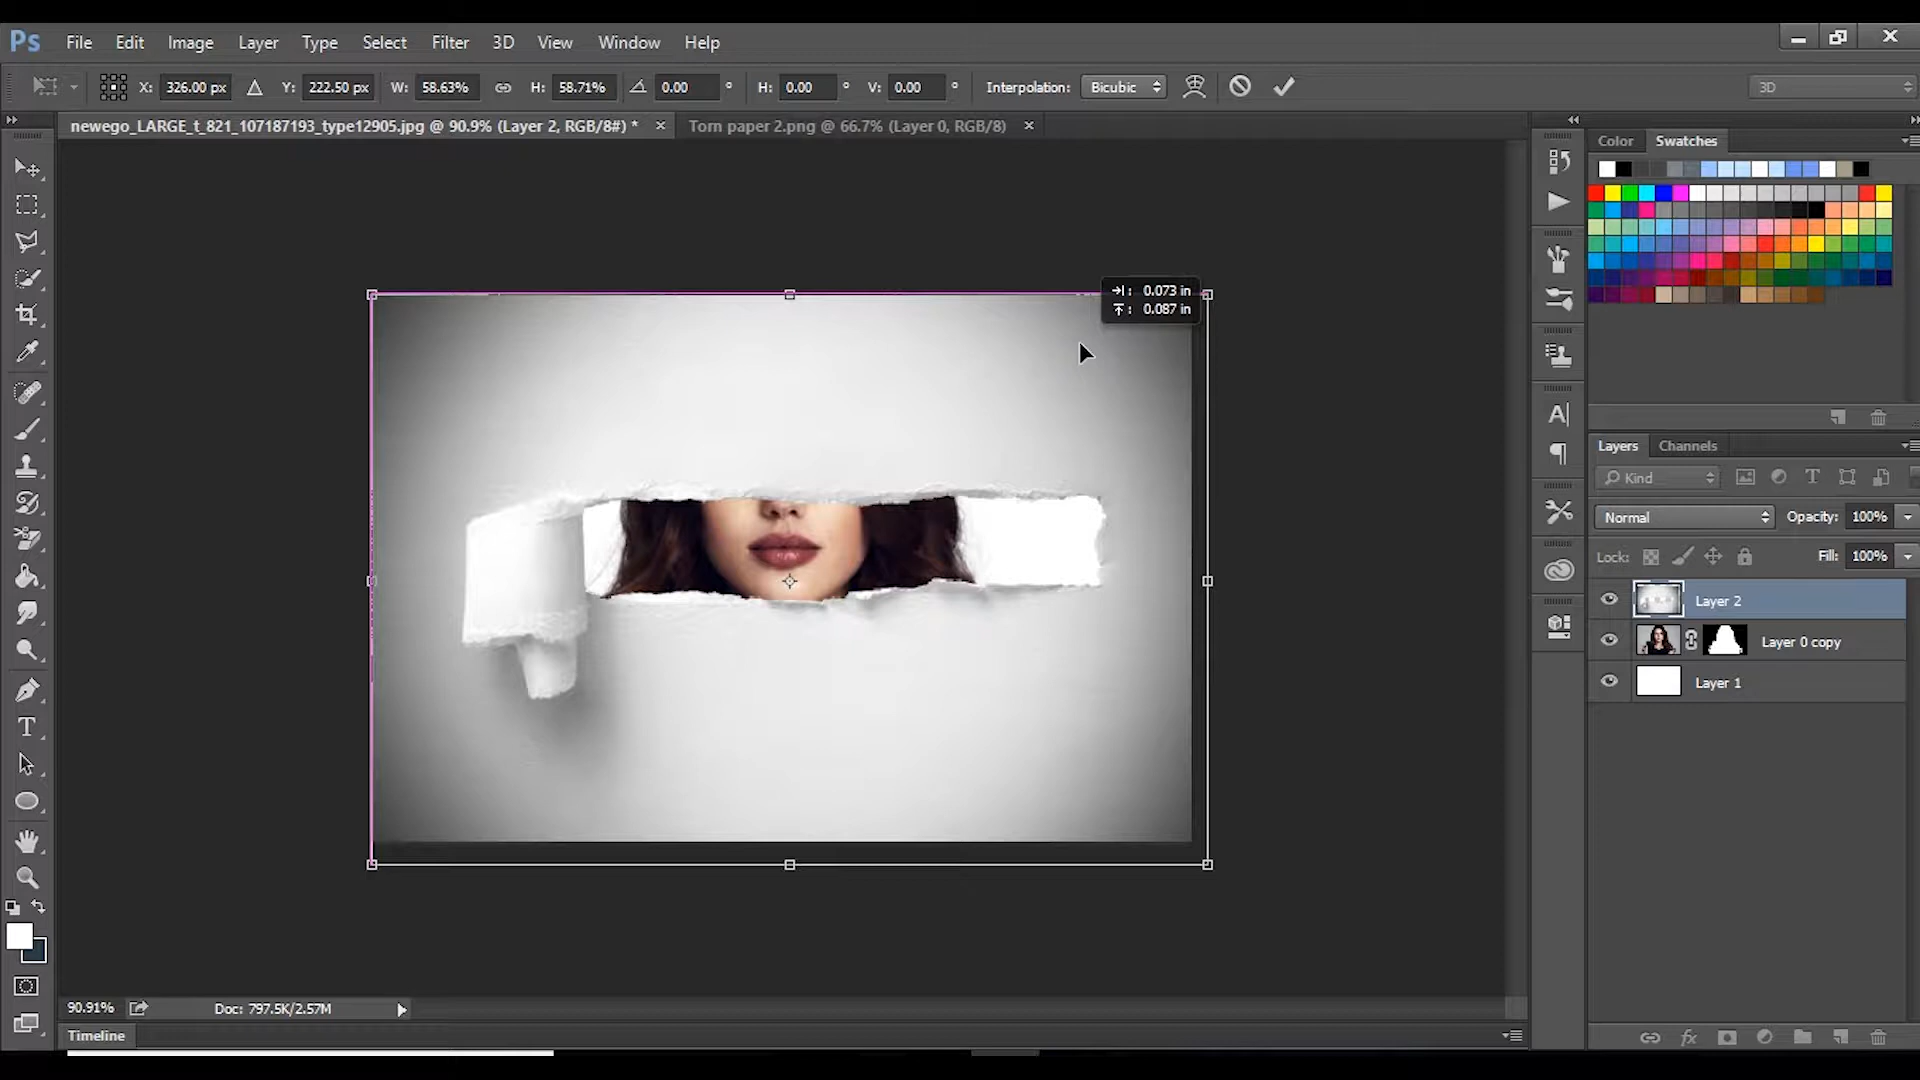 Ps File Edit Image Layer Type Select Filter 3D View Window Help
X: 326.00 px Y: 222.50 px W: 58.63% H: 58.71% 0.00 ° H: 0.00 ° V: 0.00 ° Interpolation: Bicubic 3D
newego_LARGE_t_821_107187193_type12905.jpg @ 90.9% (Layer 2, RGB/8#) * × Torn paper 2.png @ 66.7% (Layer 0, RGB/8) ×
Color Swatches
: 0.073 in
: 0.087 in
Layers Channels
Kind
Normal Opacity: 100%
Lock: Fill: 100%
Layer 2
Layer 0 copy
Layer 1
90.91% Doc: 797.5K/2.57M
Timeline